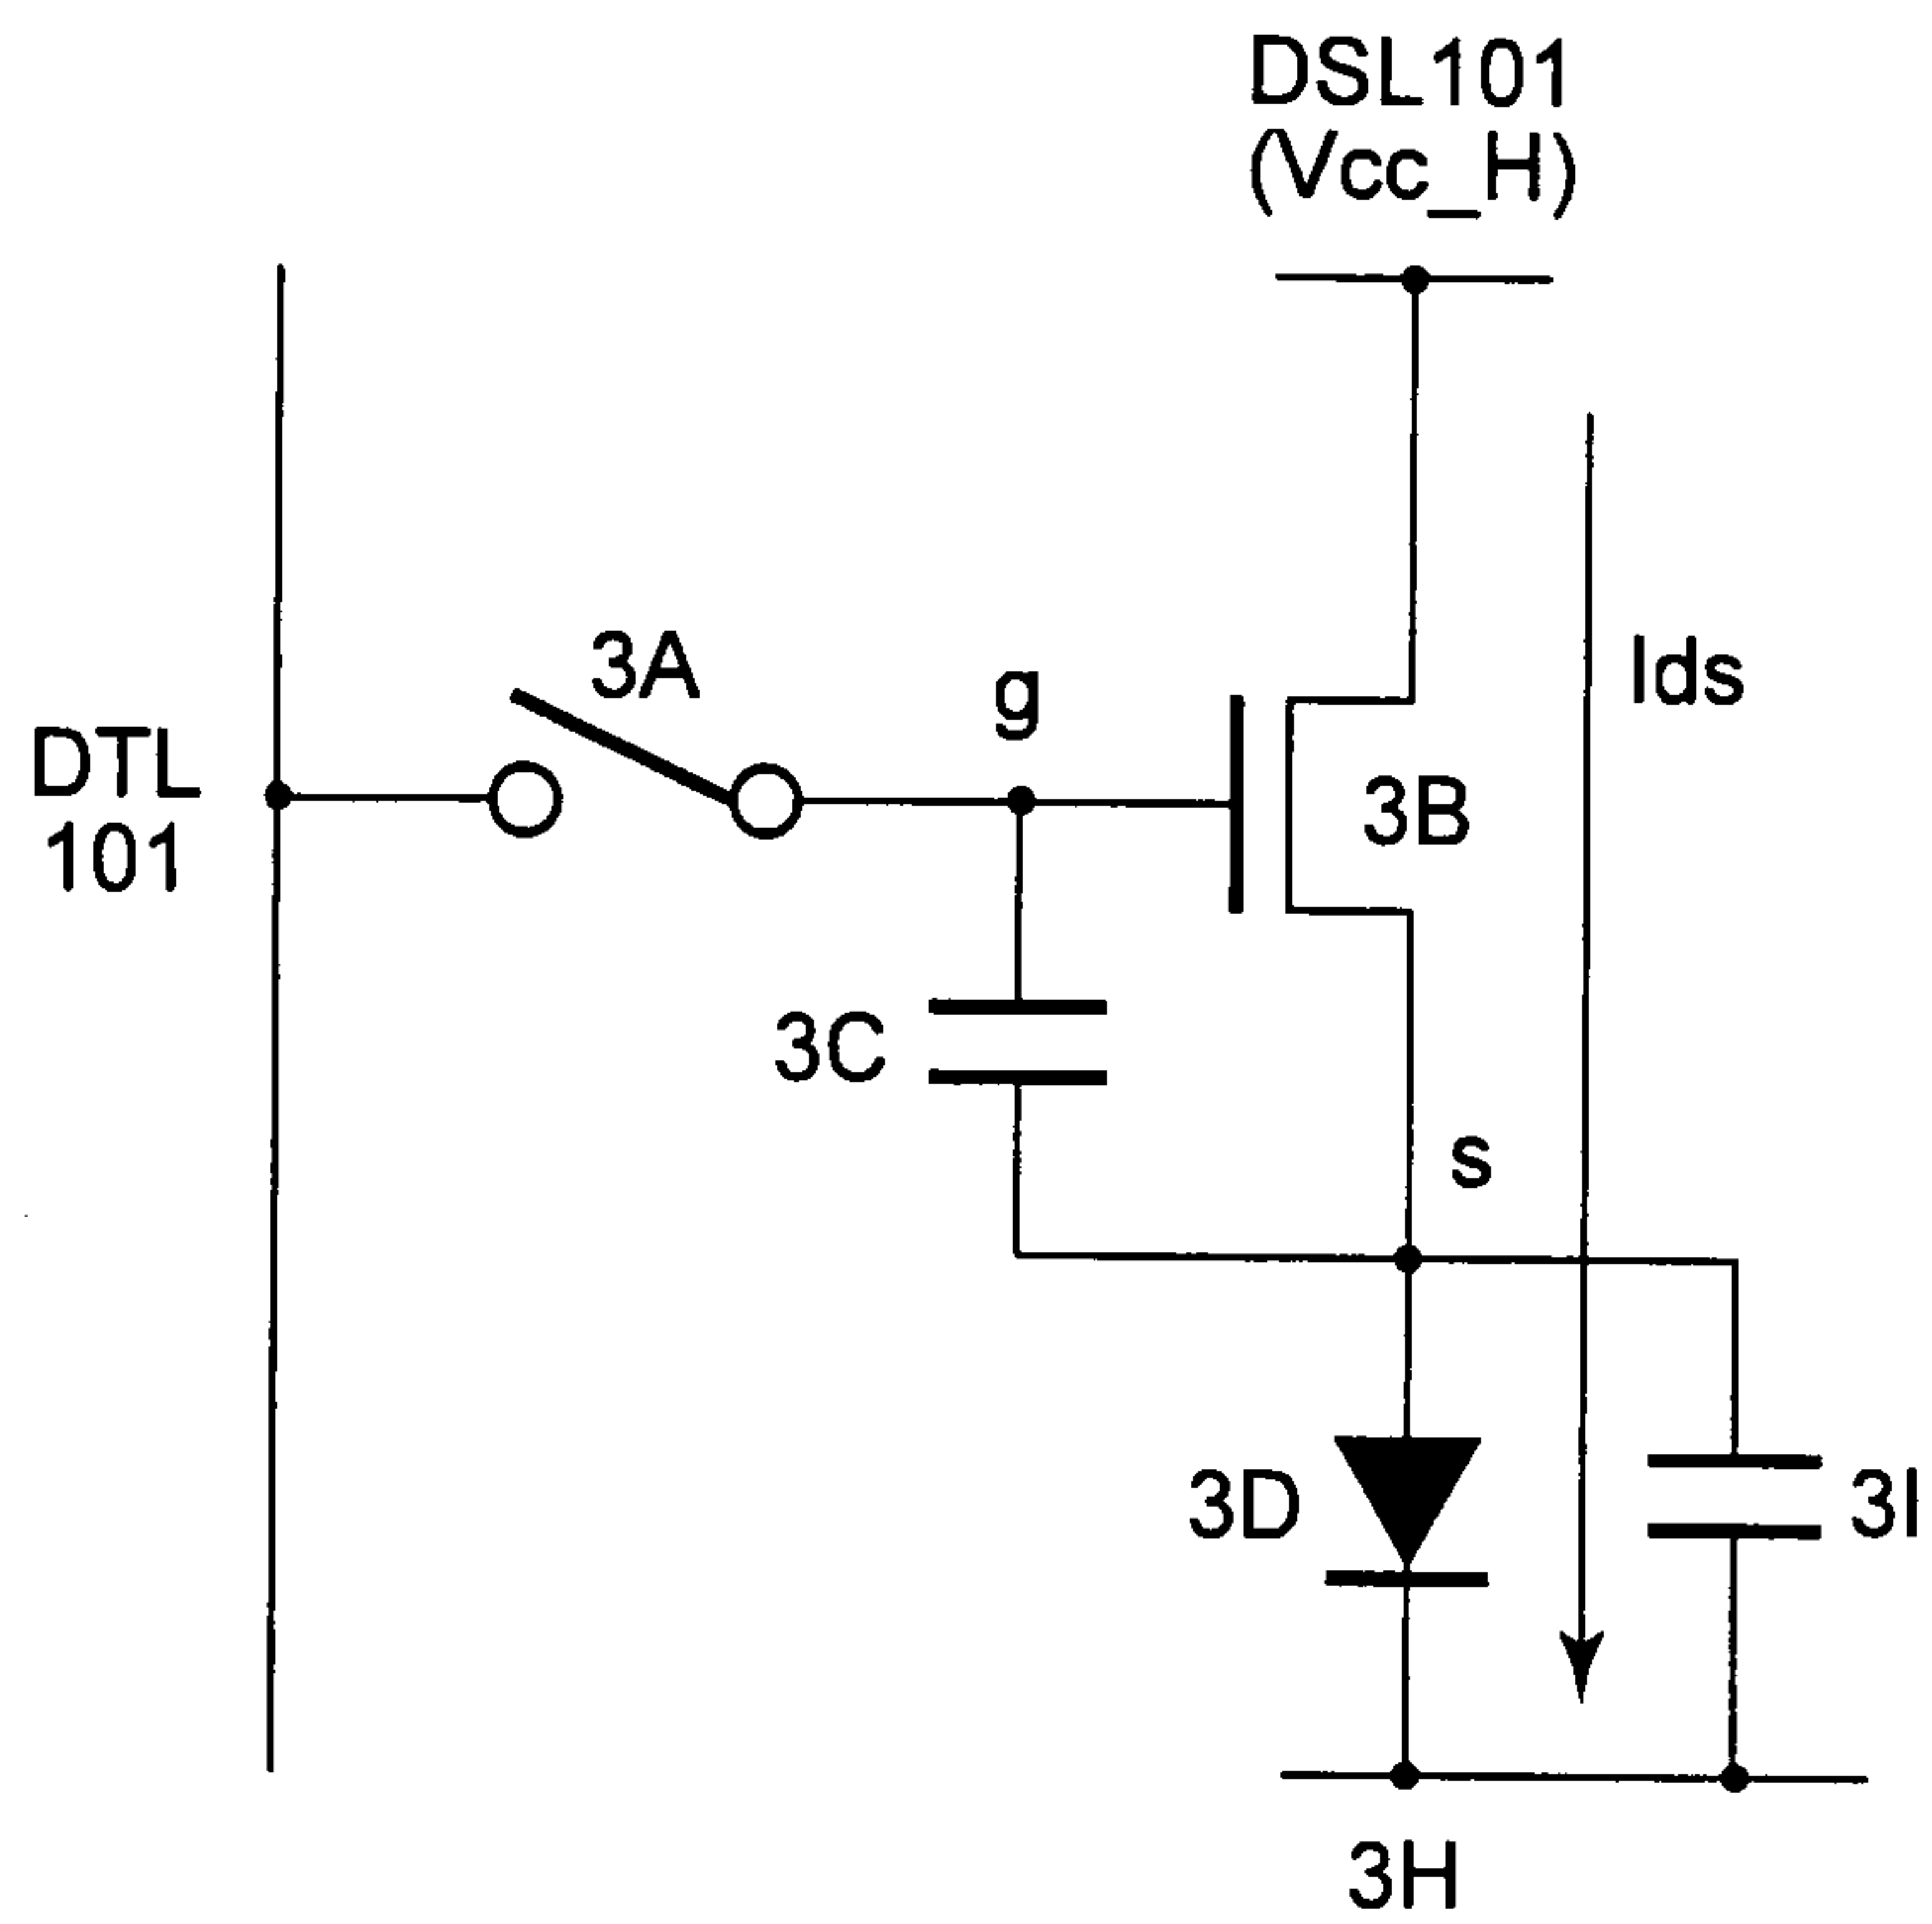 DSL101
(Vcc_H)
3A
g
Ids
DTL
101
3B
3C
s
3D
3I
3H